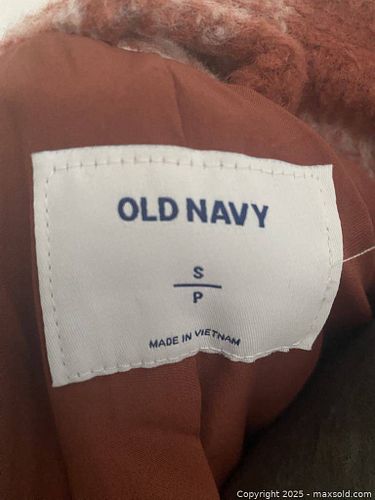 OLD NAVY
S
P
MADE IN VIETNAM
Copyright © 2025 - maxsold.com